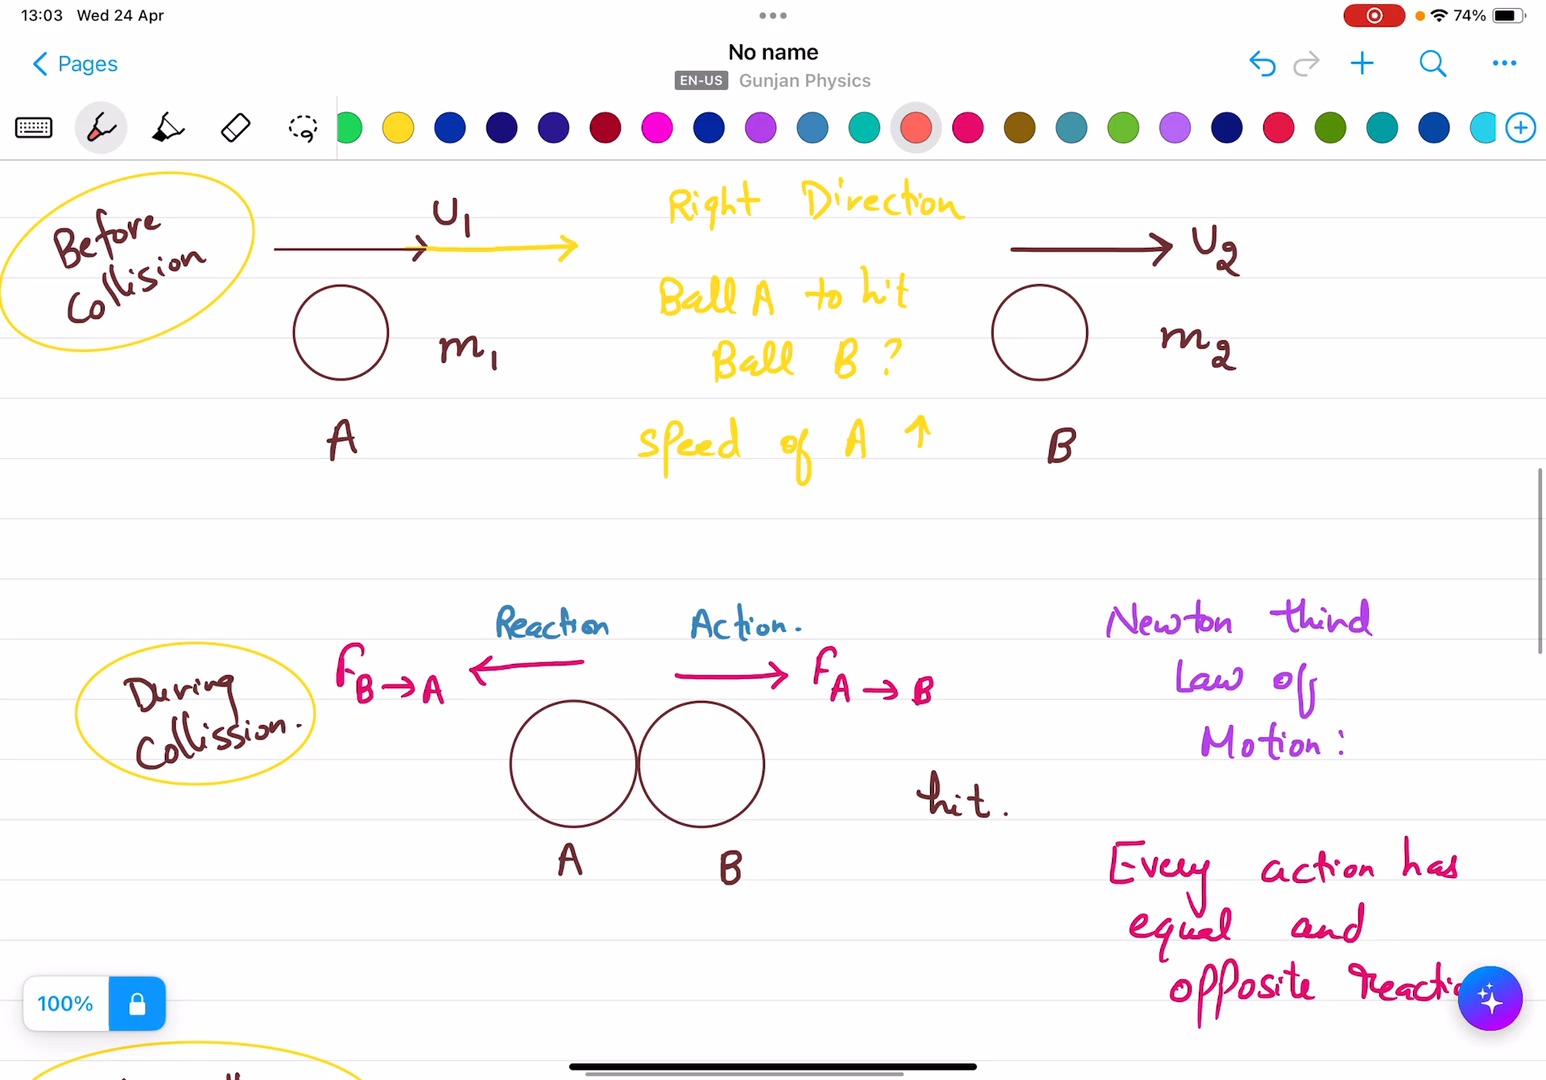 13:03 Wed 24 Apr
74%
Pages
No name
EN-US Gunjan Physics
Before
Collision
U1
Right Direction
U2
Ball A to hit
Ball B ?
m1
m2
speed of A ↑
A
B
During
Collission.
Reaction
Action.
FB→A
FA→B
Newton third
Law off
Motion :
hit.
A
B
Every action has
equal and
opposite reactio
100%